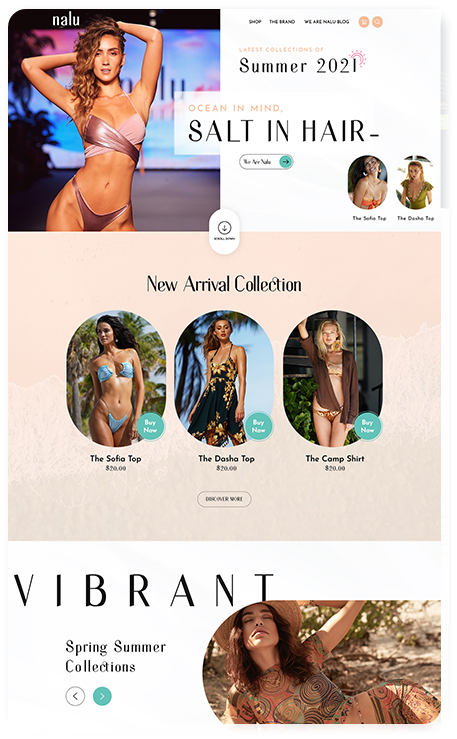 nalu
SHOP THE BRAND WE ARE NALU BLOG
LATEST COLLECTIONS OF
Summer 2021
OCEAN IN MIND,
SALT IN HAIR-
We Are Nalu
The Sofia Top
The Dasha Top
SCROLL DOWN
New Arrival Collection
Buy
Now
Buy
Now
Buy
Now
The Sofia Top
$20.00
The Dasha Top
$20.00
The Camp Shirt
$20.00
DISCOVER MORE
VIBRANT
Spring Summer
Collections